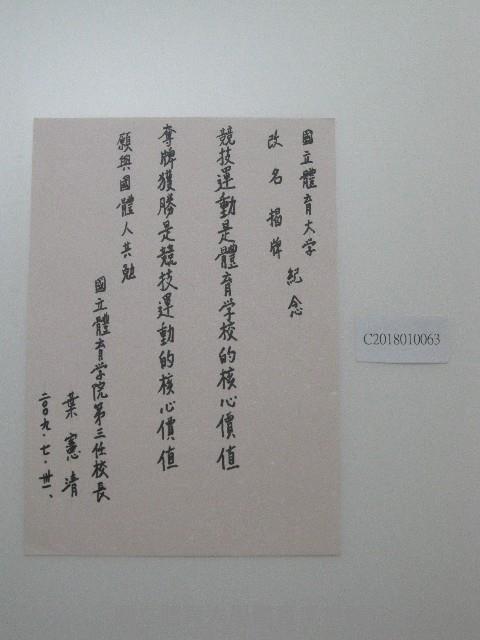 國立體育大学
改名揭牌紀念
競技運動是體育学校的核心價值
奪牌獲勝是競技運動的核心價值
願與國體人共勉
國立體育学院第三任校長
葉憲清
二〇〇九.七.卅一.
C2018010063